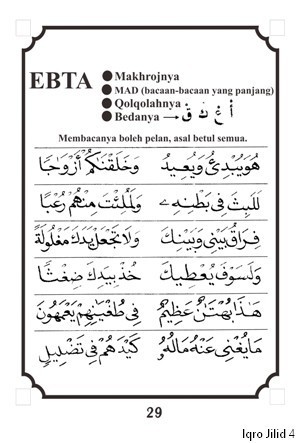 EBTA
● Makhrojnya
● MAD (bacaan-bacaan yang panjang)
● Qolqolahnya
● Bedanya → أَ عْ كَ قَ
Membacanya boleh pelan, asal betul semua.
هُوَيُبْدِئُ وَيُعِيدُ وَخَلَقْنَكُمْ أَزْوَاجًا
لَلَبِثَ فِى بَطْنِهِۦ وَلَمُلِئْتَ مِنْهُمْ رُعْبًا
فِرَاقُ بَيْنِى وَبَيْنِكَ وَلَا تَجْعَلْ يَدَكَ مَغْلُولَةً
وَلَسَوْفَ يُعْطِيكَ خُذْ بِيَدِكَ ضِغْثًا
هَذَا بُهْتَنٌ عَظِيمٌ فِى طُغْيَنِهِمْ يَعْمَهُونَ
مَا يُغْنِى عَنْهُ مَالُهُ كَيْدَهُمْ فِى تَضْلِيلٍ
29
Iqro Jilid 4